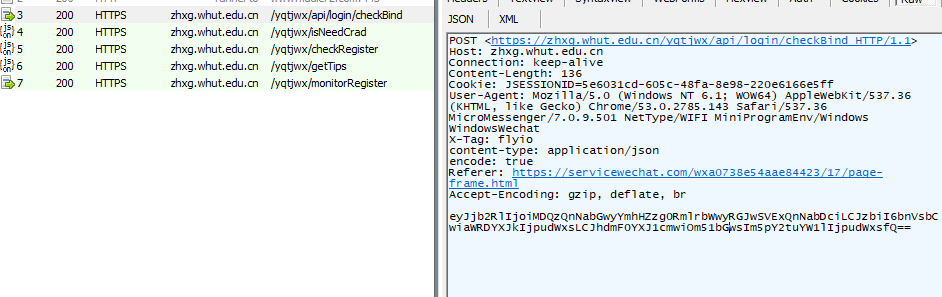 3 200 HTTPS zhxg.whut.edu.cn /yqtjwx/api/login/checkBind
4 200 HTTPS zhxg.whut.edu.cn /yqtjwx/isNeedCrad
5 200 HTTPS zhxg.whut.edu.cn /yqtjwx/checkRegister
6 200 HTTPS zhxg.whut.edu.cn /yqtjwx/getTips
7 200 HTTPS zhxg.whut.edu.cn /yqtjwx/monitorRegister
JSON XML
POST <https://zhxg.whut.edu.cn/yqtjwx/api/login/checkBind HTTP/1.1>
Host: zhxg.whut.edu.cn
Connection: keep-alive
Content-Length: 136
Cookie: JSESSIONID=5e6031cd-605c-48fa-8e98-220e6166e5ff
User-Agent: Mozilla/5.0 (Windows NT 6.1; WOW64) AppleWebKit/537.36
(KHTML, like Gecko) Chrome/53.0.2785.143 Safari/537.36
MicroMessenger/7.0.9.501 NetType/WIFI MiniProgramEnv/Windows
WindowsWechat
X-Tag: flyio
content-type: application/json
encode: true
Referer: https://servicewechat.com/wxa0738e54aae84423/17/page-
frame.html
Accept-Encoding: gzip, deflate, br
eyJjb2RlIjoiMDQzQnNabGwyYmhHZzg0RmlrbWwyRGJwSVExQnNabDciLCJzbiI6bnVsbC
wiaWRDYXJkIjpudWxsLCJhdmF0YXJ1cmwiOm51bGwsIm5pY2tuYW1lIjpudWxsfQ==